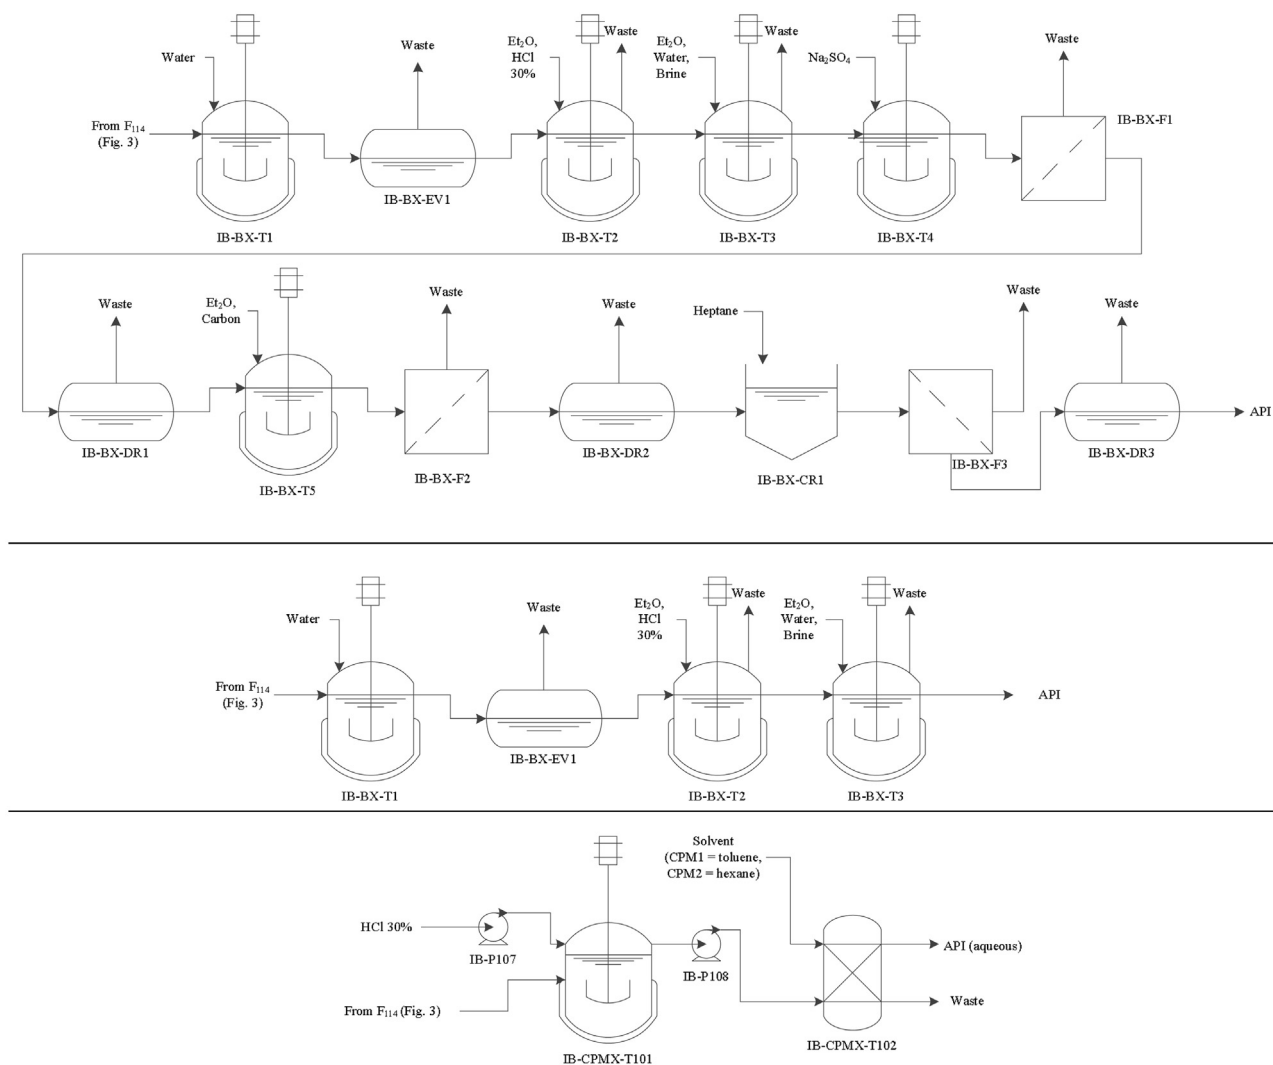 Water
Waste
Et₂O,
HCl
30%
Waste
Et₂O,
Water,
Brine
Waste
Na₂SO₄
Waste
From F₁₁₄
(Fig. 3)
IB-BX-F1
IB-BX-EV1
IB-BX-T1
IB-BX-T2
IB-BX-T3
IB-BX-T4
Waste
Et₂O,
Carbon
Waste
Waste
Heptane
Waste
Waste
API
IB-BX-DR1
IB-BX-T5
IB-BX-F2
IB-BX-DR2
IB-BX-CR1
IB-BX-F3
IB-BX-DR3
Water
Waste
Et₂O,
HCl
30%
Waste
Et₂O,
Water,
Brine
Waste
From F₁₁₄
(Fig. 3)
API
IB-BX-EV1
IB-BX-T1
IB-BX-T2
IB-BX-T3
Solvent
(CPM1 = toluene,
CPM2 = hexane)
HCl 30%
IB-P107
IB-P108
API (aqueous)
From F₁₁₄ (Fig. 3)
Waste
IB-CPMX-T101
IB-CPMX-T102